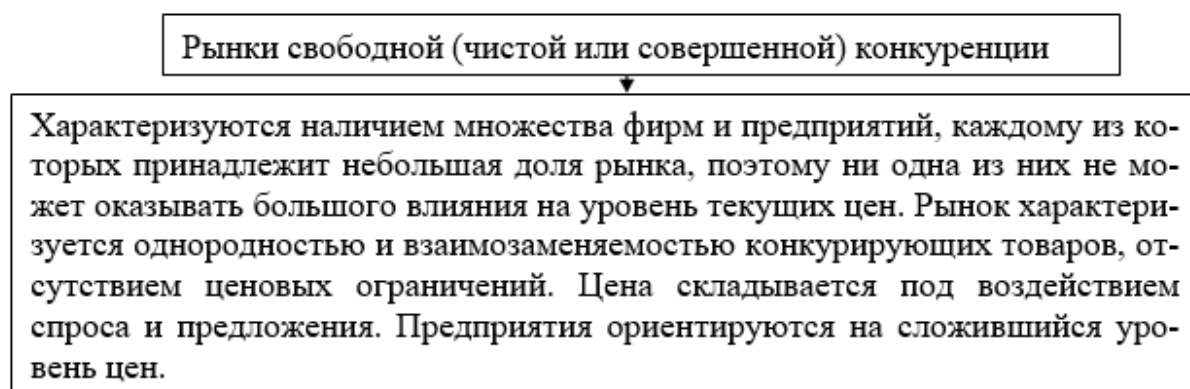 Рынки свободной (чистой или совершенной) конкуренции
Характеризуются наличием множества фирм и предприятий, каждому из ко-
торых принадлежит небольшая доля рынка, поэтому ни одна из них не мо-
жет оказывать большого влияния на уровень текущих цен. Рынок характери-
зуется однородностью и взаимозаменяемостью конкурирующих товаров, от-
сутствием ценовых ограничений. Цена складывается под воздействием
спроса и предложения. Предприятия ориентируются на сложившийся уро-
вень цен.